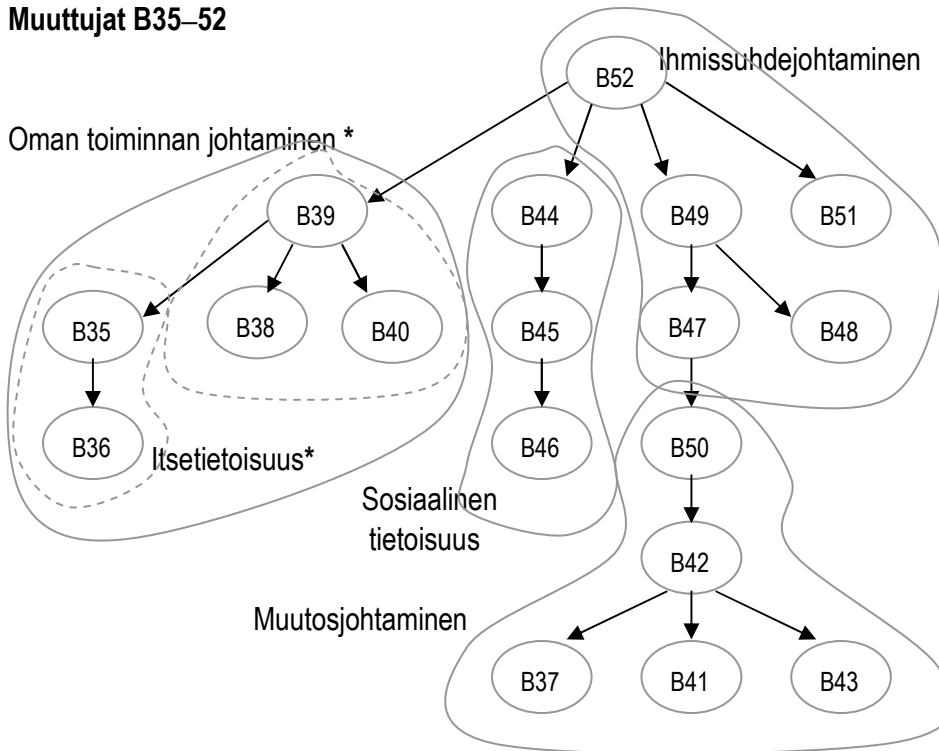 Muuttujat B35–52
Ihmissuhdejohtaminen
B52
Oman toiminnan johtaminen *
B39
B44
B49
B51
B35
B38
B40
B45
B47
B48
B36
Itsetietoisuus*
B46
B50
Sosiaalinen
tietoisuus
B42
Muutosjohtaminen
B37
B41
B43